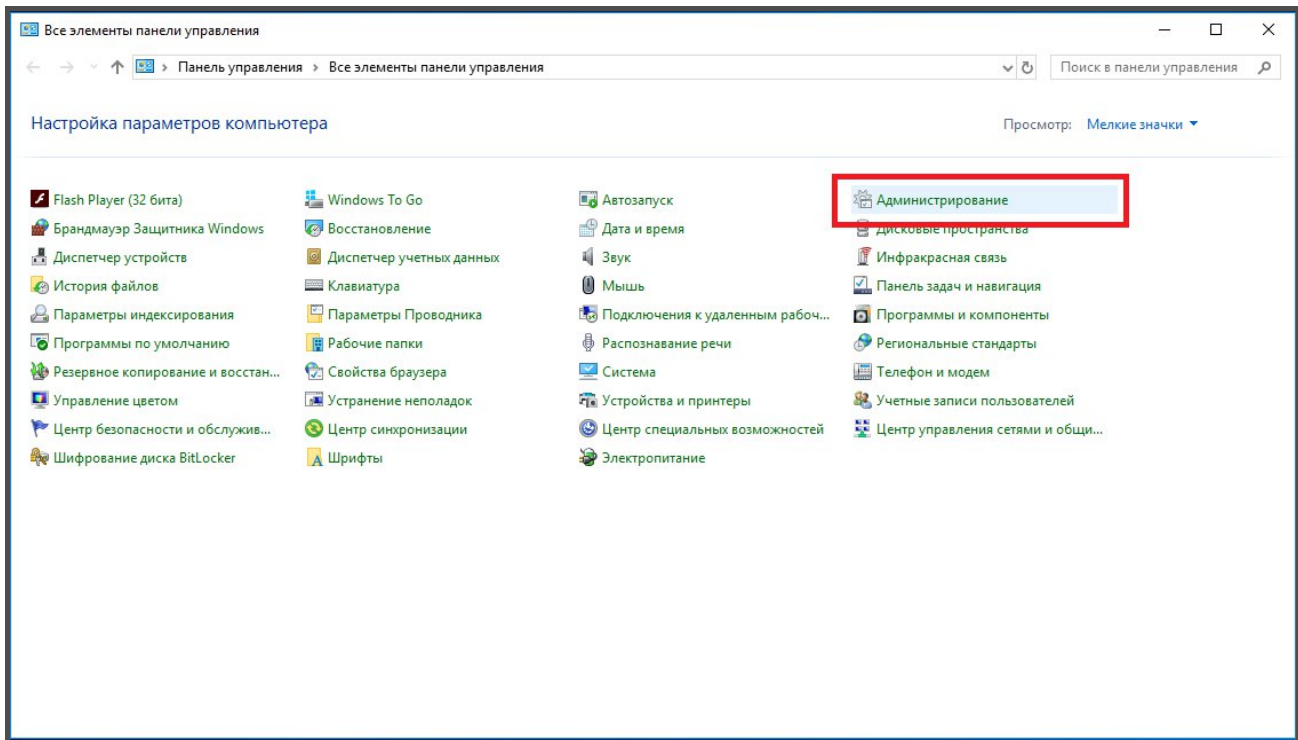 Все элементы панели управления
Панель управления › Все элементы панели управления
Поиск в панели управления
Настройка параметров компьютера
Просмотр: Мелкие значки
Flash Player (32 бита) Windows To Go Автозапуск Администрирование
Брандмауэр Защитника Windows Восстановление Дата и время Дисковые пространства
Диспетчер устройств Диспетчер учетных данных Звук Инфракрасная связь
История файлов Клавиатура Мышь Панель задач и навигация
Параметры индексирования Параметры Проводника Подключения к удаленным рабоч... Программы и компоненты
Программы по умолчанию Рабочие папки Распознавание речи Региональные стандарты
Резервное копирование и восстан... Свойства браузера Система Телефон и модем
Управление цветом Устранение неполадок Устройства и принтеры Учетные записи пользователей
Центр безопасности и обслужив... Центр синхронизации Центр специальных возможностей Центр управления сетями и общи...
Шифрование диска BitLocker Шрифты Электропитание